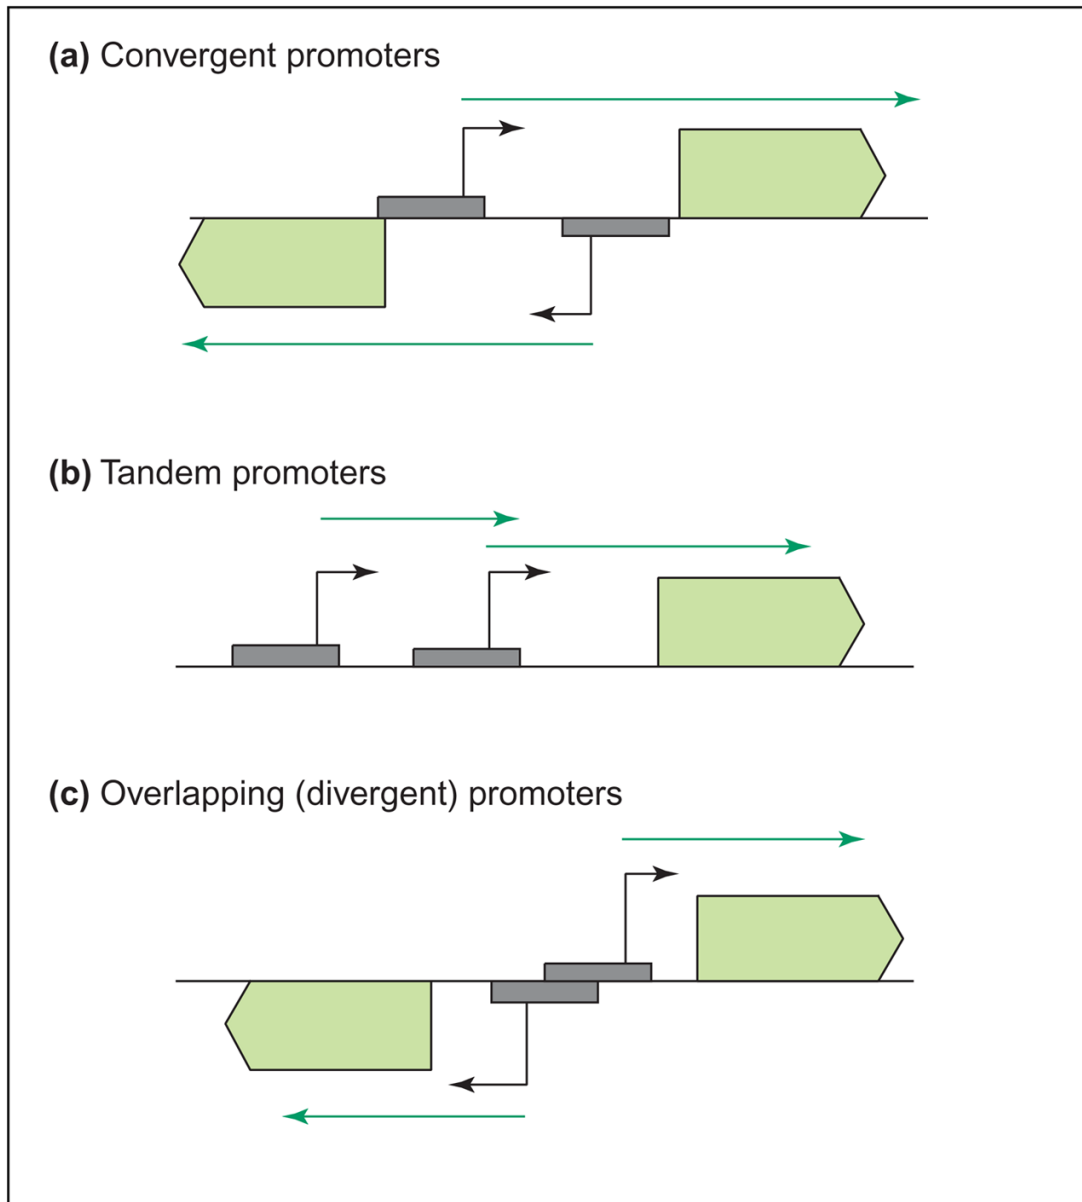 (a) Convergent promoters
(b) Tandem promoters
(c) Overlapping (divergent) promoters